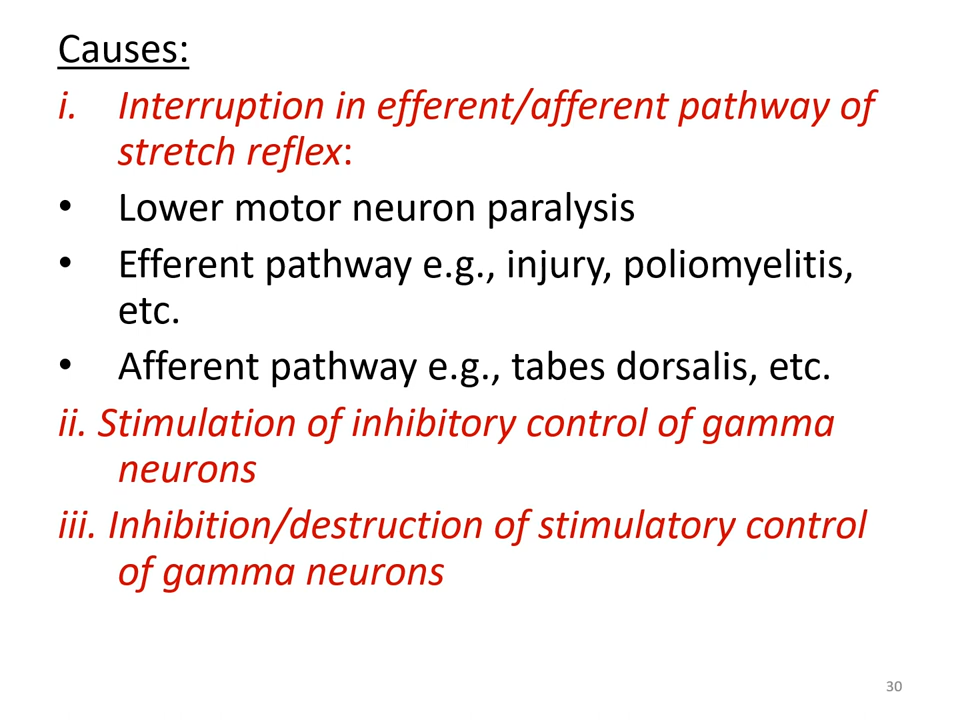 Causes:
i. Interruption in efferent/afferent pathway of
stretch reflex:
• Lower motor neuron paralysis
• Efferent pathway e.g., injury, poliomyelitis,
etc.
• Afferent pathway e.g., tabes dorsalis, etc.
ii. Stimulation of inhibitory control of gamma
neurons
iii. Inhibition/destruction of stimulatory control
of gamma neurons
30